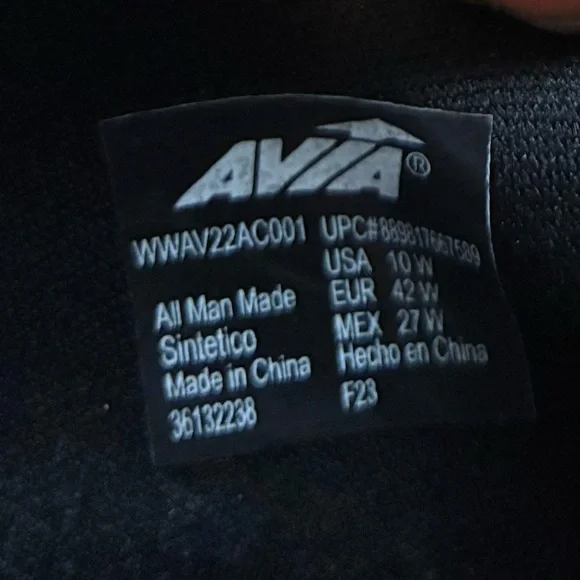 AVIA®
WWAV22AC001 UPC#889817667589
USA 10 W
EUR 42 W
MEX 27 W
All Man Made
Sintetico
Made in China
Hecho en China
36132238
F23